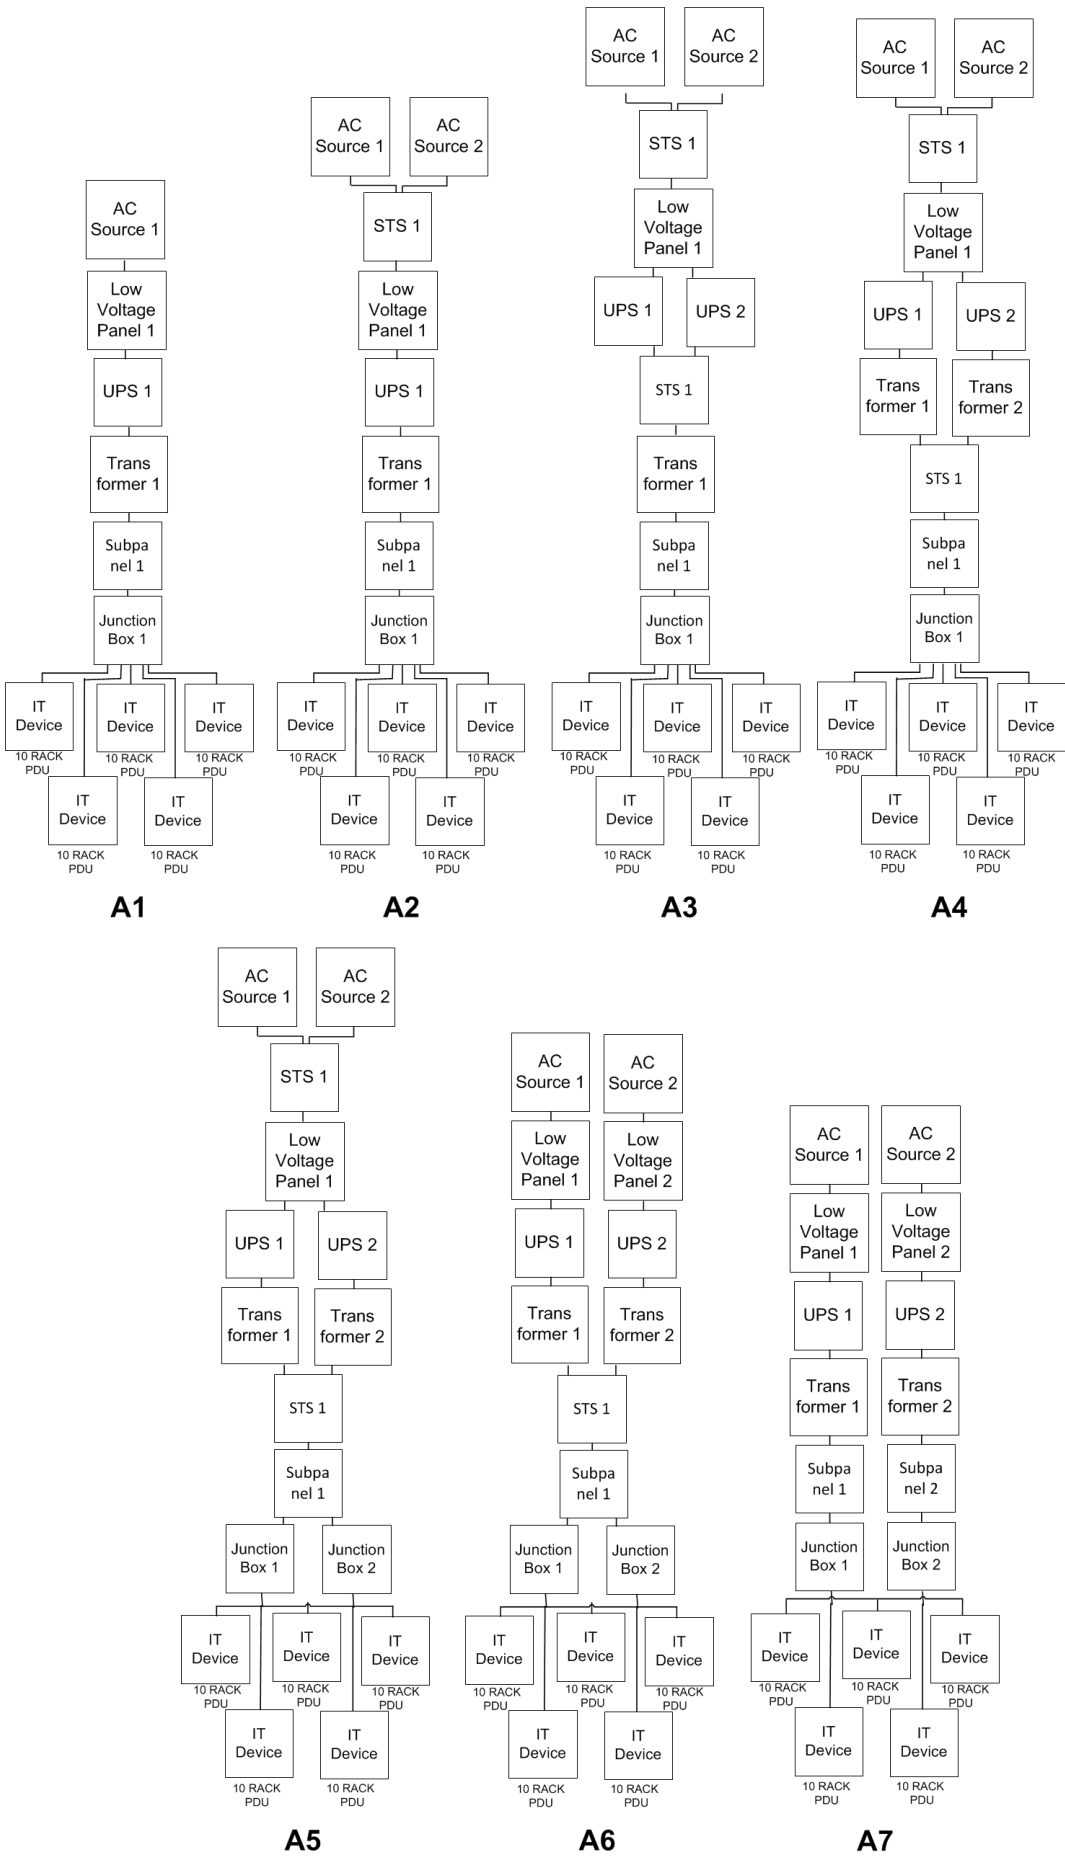 AC
Source 1
Low
Voltage
Panel 1
UPS 1
Trans
former 1
Subpa
nel 1
Junction
Box 1
IT
Device
10 RACK
PDU
IT
Device
10 RACK
PDU
IT
Device
10 RACK
PDU
IT
Device
10 RACK
PDU
IT
Device
10 RACK
PDU
A1
AC
Source 1
AC
Source 2
STS 1
Low
Voltage
Panel 1
UPS 1
Trans
former 1
Subpa
nel 1
Junction
Box 1
IT
Device
10 RACK
PDU
IT
Device
10 RACK
PDU
IT
Device
10 RACK
PDU
IT
Device
10 RACK
PDU
IT
Device
10 RACK
PDU
A2
AC
Source 1
AC
Source 2
STS 1
Low
Voltage
Panel 1
UPS 1
UPS 2
STS 1
Trans
former 1
Subpa
nel 1
Junction
Box 1
IT
Device
10 RACK
PDU
IT
Device
10 RACK
PDU
IT
Device
10 RACK
PDU
IT
Device
10 RACK
PDU
IT
Device
10 RACK
PDU
A3
AC
Source 1
AC
Source 2
STS 1
Low
Voltage
Panel 1
UPS 1
UPS 2
Trans
former 1
Trans
former 2
STS 1
Subpa
nel 1
Junction
Box 1
IT
Device
10 RACK
PDU
IT
Device
10 RACK
PDU
IT
Device
10 RACK
PDU
IT
Device
10 RACK
PDU
IT
Device
10 RACK
PDU
A4
AC
Source 1
AC
Source 2
STS 1
Low
Voltage
Panel 1
UPS 1
UPS 2
Trans
former 1
Trans
former 2
STS 1
Subpa
nel 1
Junction
Box 1
Junction
Box 2
IT
Device
10 RACK
PDU
IT
Device
10 RACK
PDU
IT
Device
10 RACK
PDU
IT
Device
10 RACK
PDU
IT
Device
10 RACK
PDU
A5
AC
Source 1
AC
Source 2
Low
Voltage
Panel 1
Low
Voltage
Panel 2
UPS 1
UPS 2
Trans
former 1
Trans
former 2
STS 1
Subpa
nel 1
Junction
Box 1
Junction
Box 2
IT
Device
10 RACK
PDU
IT
Device
10 RACK
PDU
IT
Device
10 RACK
PDU
IT
Device
10 RACK
PDU
IT
Device
10 RACK
PDU
A6
AC
Source 1
AC
Source 2
Low
Voltage
Panel 1
Low
Voltage
Panel 2
UPS 1
UPS 2
Trans
former 1
Trans
former 2
Subpa
nel 1
Subpa
nel 2
Junction
Box 1
Junction
Box 2
IT
Device
10 RACK
PDU
IT
Device
10 RACK
PDU
IT
Device
10 RACK
PDU
IT
Device
10 RACK
PDU
IT
Device
10 RACK
PDU
A7